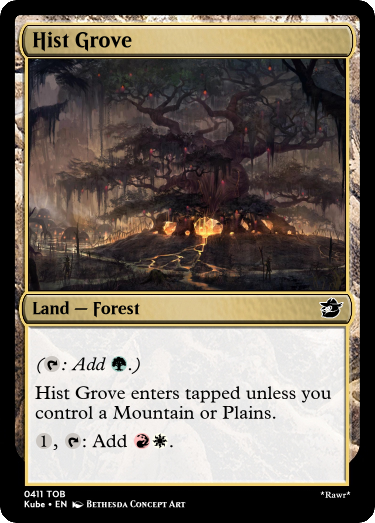 Hist Grove
Land — Forest
(: Add .)
Hist Grove enters tapped unless you
control a Mountain or Plains.
1, : Add .
0411 TOB
Kube • EN Bethesda Concept Art
*Rawr*